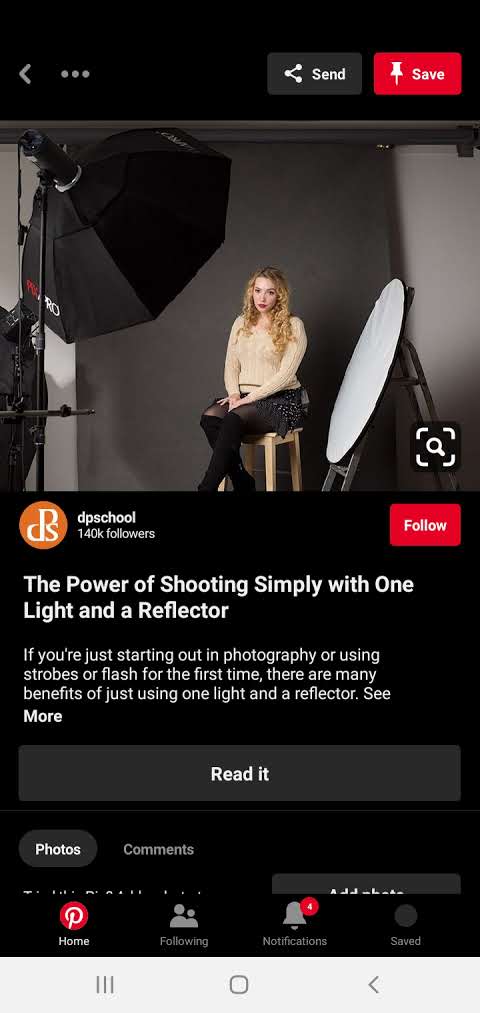 Send
Save
PIXAPRO
dps
dpschool
140k followers
Follow
The Power of Shooting Simply with One
Light and a Reflector
If you're just starting out in photography or using
strobes or flash for the first time, there are many
benefits of just using one light and a reflector. See
More
Read it
Photos
Comments
Add photo
4
Home
Following
Notifications
Saved